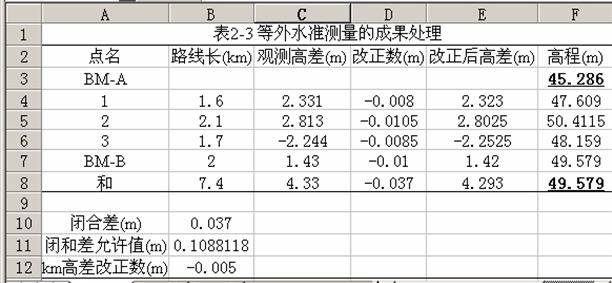 A B C D E F
1 表2-3 等外水准测量的成果处理
2 点名 路线长(km) 观测高差(m) 改正数(m) 改正后高差(m) 高程(m)
3 BM-A 45.286
4 1 1.6 2.331 -0.008 2.323 47.609
5 2 2.1 2.813 -0.0105 2.8025 50.4115
6 3 1.7 -2.244 -0.0085 -2.2525 48.159
7 BM-B 2 1.43 -0.01 1.42 49.579
8 和 7.4 4.33 -0.037 4.293 49.579
9
10 闭合差(m) 0.037
11 闭和差允许值(m) 0.1088118
12 km高差改正数(m) -0.005